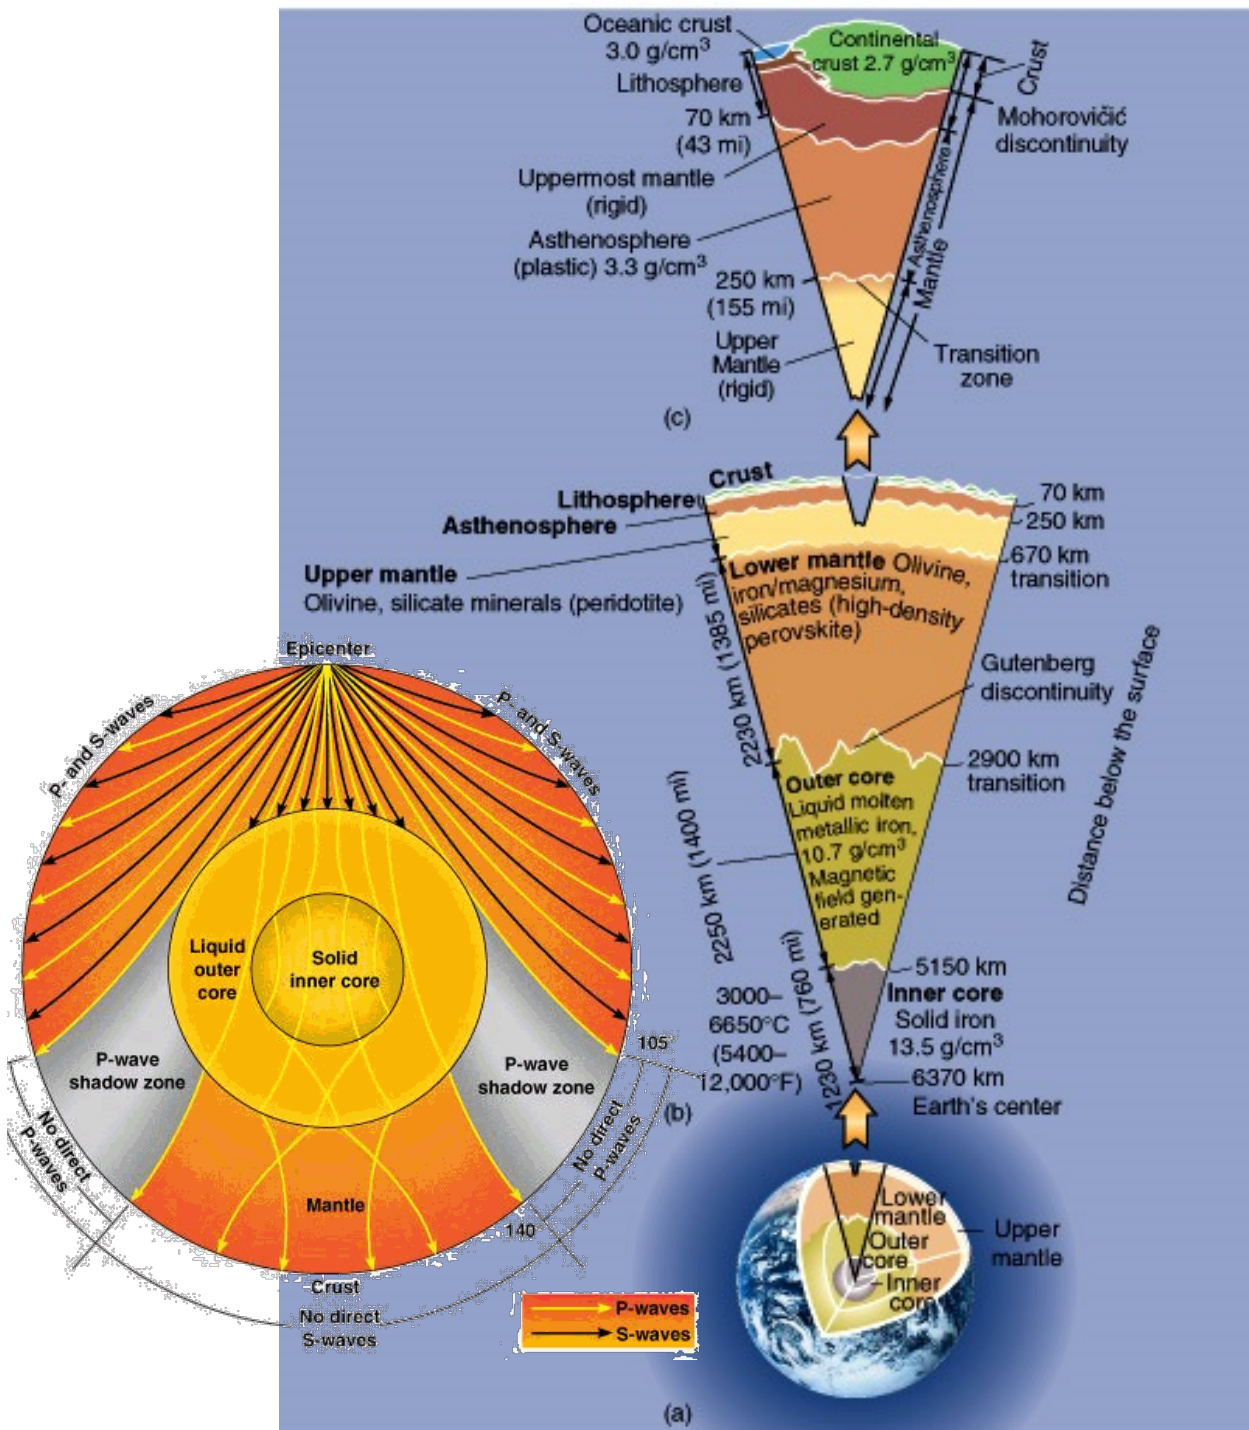 Oceanic crust
3.0 g/cm³
Continental
crust 2.7 g/cm³
Crust
Lithosphere
70 km
(43 mi)
Mohorovičić
discontinuity
Uppermost mantle
(rigid)
Asthenosphere
(plastic) 3.3 g/cm³
Asthenosphere
Mantle
250 km
(155 mi)
Upper
Mantle
(rigid)
Transition
zone
(c)
Crust
Lithosphere
Asthenosphere
70 km
250 km
670 km
transition
Upper mantle
Olivine, silicate minerals (peridotite)
Lower mantle Olivine,
iron/magnesium,
silicates (high-density
perovskite)
2230 km (1385 mi)
Gutenberg
discontinuity
2900 km
transition
Distance below the surface
Outer core
Liquid molten
metallic iron,
10.7 g/cm³
Magnetic
field gen-
erated
2250 km (1400 mi)
5150 km
Inner core
Solid iron
13.5 g/cm³
3000–
6650°C
(5400–
12,000°F)
1230 km (760 mi)
6370 km
Earth's center
(b)
Lower
mantle
Outer
core
Inner
core
Upper
mantle
(a)
Epicenter
P- and S-waves
P- and S-waves
Liquid
outer
core
Solid
inner core
P-wave
shadow zone
P-wave
shadow zone
105°
No direct
P-waves
No direct
P-waves
Mantle
140
Crust
No direct
S-waves
P-waves
S-waves